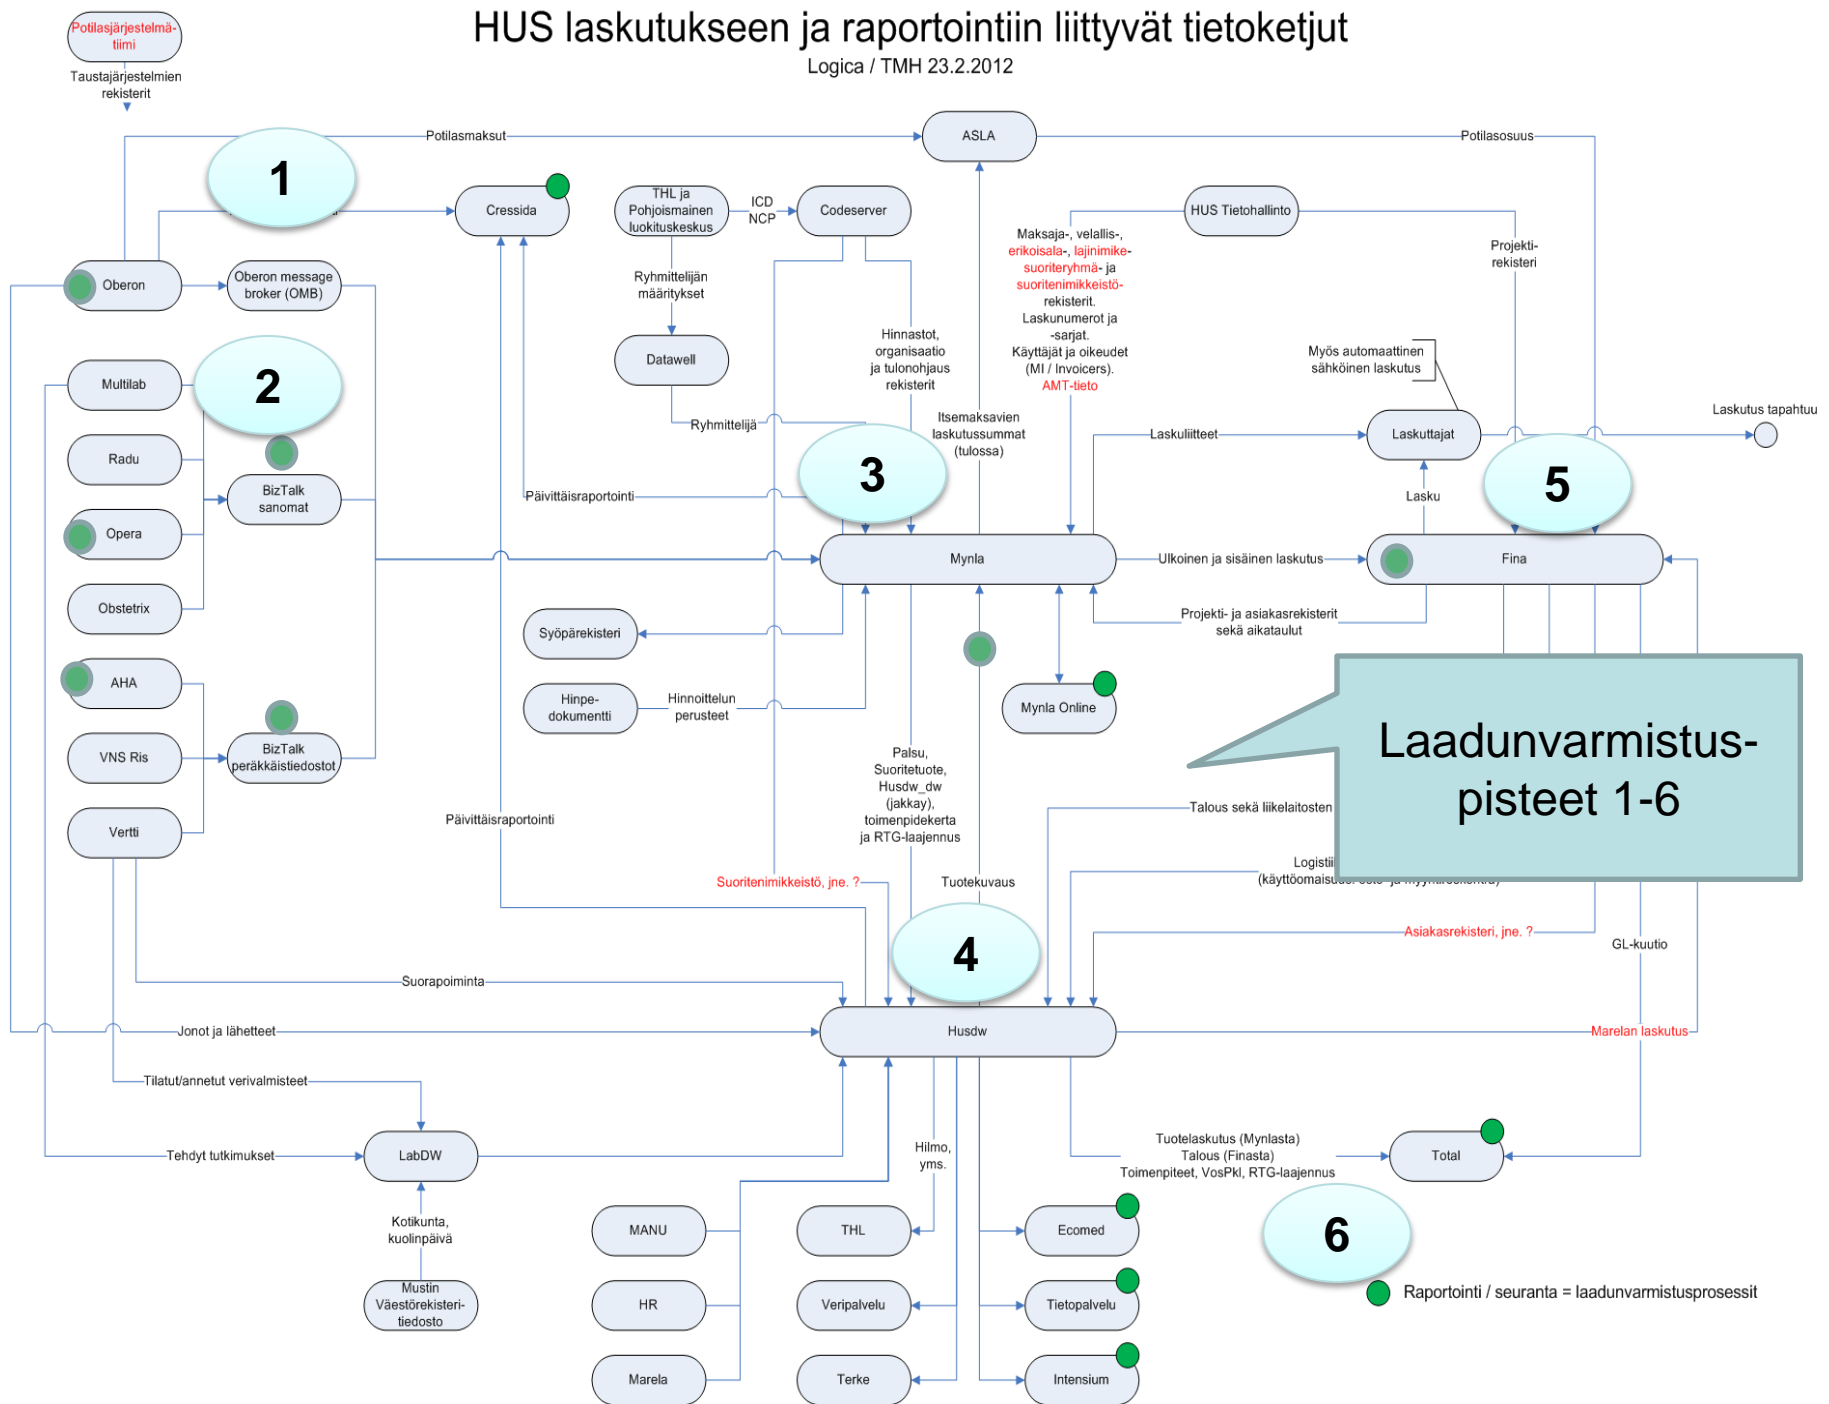 HUS laskutukseen ja raportointiin liittyvät tietoketjut
Logica / TMH 23.2.2012
Potilasjärjestelmä-
tiimi
Taustajärjestelmien
rekisterit
Potilasmaksut
ASLA
Potilasosuus
1
Cressida
THL ja
Pohjoismainen
luokituskeskus
ICD
NCP
Codeserver
HUS Tietohallinto
Maksaja-, velallis-,
erikoisala-, lajinimike-
suoriteryhmä- ja
suoritenimikkeistö-
rekisterit.
Laskunumerot ja
-sarjat.
Käyttäjät ja oikeudet
(MI / Invoicers).
AMT-tieto
Projekti-
rekisteri
Oberon
Oberon message
broker (OMB)
Ryhmittelijän
määritykset
Hinnastot,
organisaatio
ja tulonohjaus
rekisterit
Datawell
Myös automaattinen
sähköinen laskutus
Multilab
2
Ryhmittelijä
Itsemaksavien
laskutussummat
(tulossa)
Laskuliitteet
Laskuttajat
Laskutus tapahtuu
Radu
3
5
BizTalk
sanomat
Päivittäisraportointi
Lasku
Opera
Mynla
Ulkoinen ja sisäinen laskutus
Fina
Obstetrix
Syöpärekisteri
Projekti- ja asiakasrekisterit
sekä aikataulut
AHA
Hinpe-
dokumentti
Hinnoittelun
perusteet
Mynla Online
VNS Ris
BizTalk
peräkkäistiedostot
Palsu,
Suoritetuote,
Husdw_dw
(jakkay),
toimenpidekerta
ja RTG-laajennus
Laadunvarmistus-
pisteet 1-6
Vertti
Päivittäisraportointi
Talous sekä liikelaitosten
Suoritenimikkeistö, jne. ?
Tuotekuvaus
Asiakasrekisteri, jne. ?
GL-kuutio
4
Suorapoiminta
Jonot ja lähetteet
Husdw
Marelan laskutus
Tilatut/annetut verivalmisteet
Tehdyt tutkimukset
LabDW
Hilmo,
yms.
Tuotelaskutus (Mynlasta)
Talous (Finasta)
Toimenpiteet, VosPkl, RTG-laajennus
Total
Kotikunta,
kuolinpäivä
MANU
THL
Ecomed
6
Mustin
Väestörekisteri-
tiedosto
HR
Veripalvelu
Tietopalvelu
Raportointi / seuranta = laadunvarmistusprosessit
Marela
Terke
Intensium